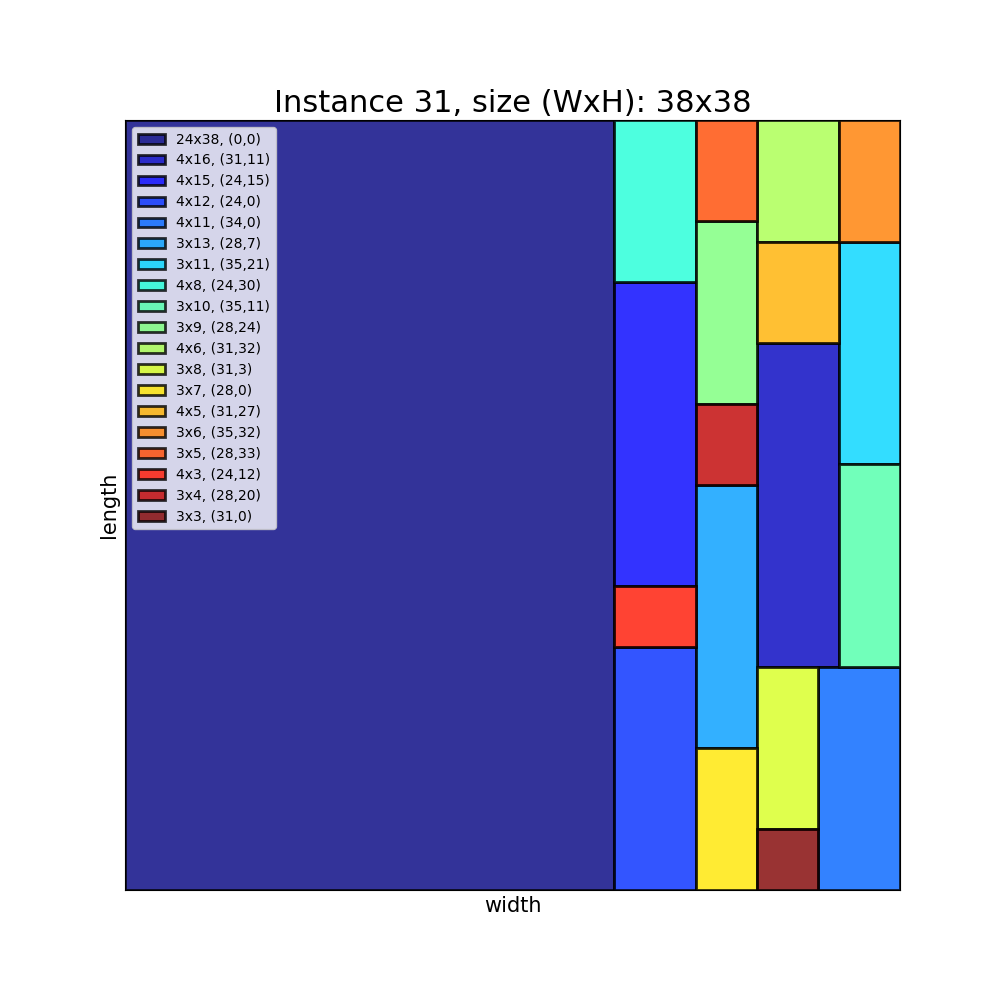 Instance 31, size (WxH): 38x38
24x38, (0,0)
4x16, (31,11)
4x15, (24,15)
4x12, (24,0)
4x11, (34,0)
3x13, (28,7)
3x11, (35,21)
4x8, (24,30)
3x10, (35,11)
3x9, (28,24)
4x6, (31,32)
3x8, (31,3)
3x7, (28,0)
4x5, (31,27)
3x6, (35,32)
3x5, (28,33)
4x3, (24,12)
3x4, (28,20)
3x3, (31,0)
length
width